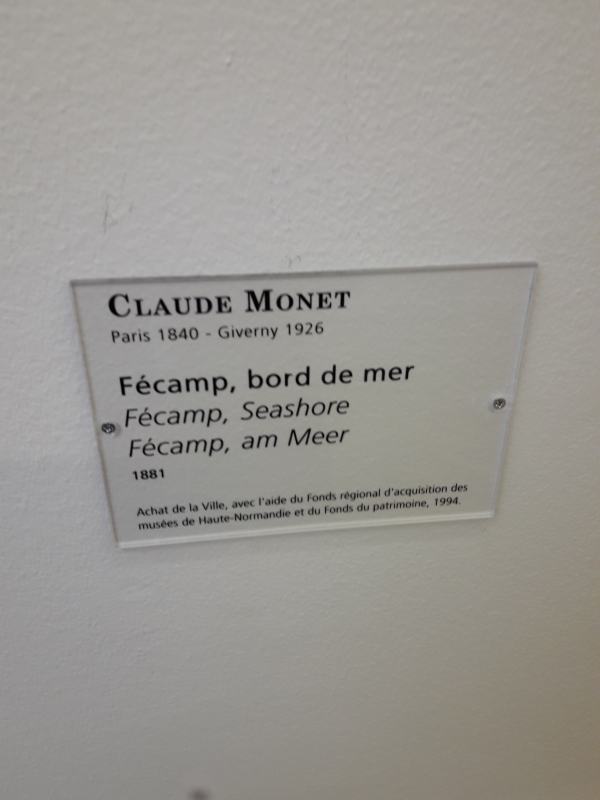 CLAUDE MONET
Paris 1840 - Giverny 1926
Fécamp, bord de mer
Fécamp, Seashore
Fécamp, am Meer
1881
Achat de la Ville, avec l'aide du Fonds régional d'acquisition des
musées de Haute-Normandie et du Fonds du patrimoine, 1994.